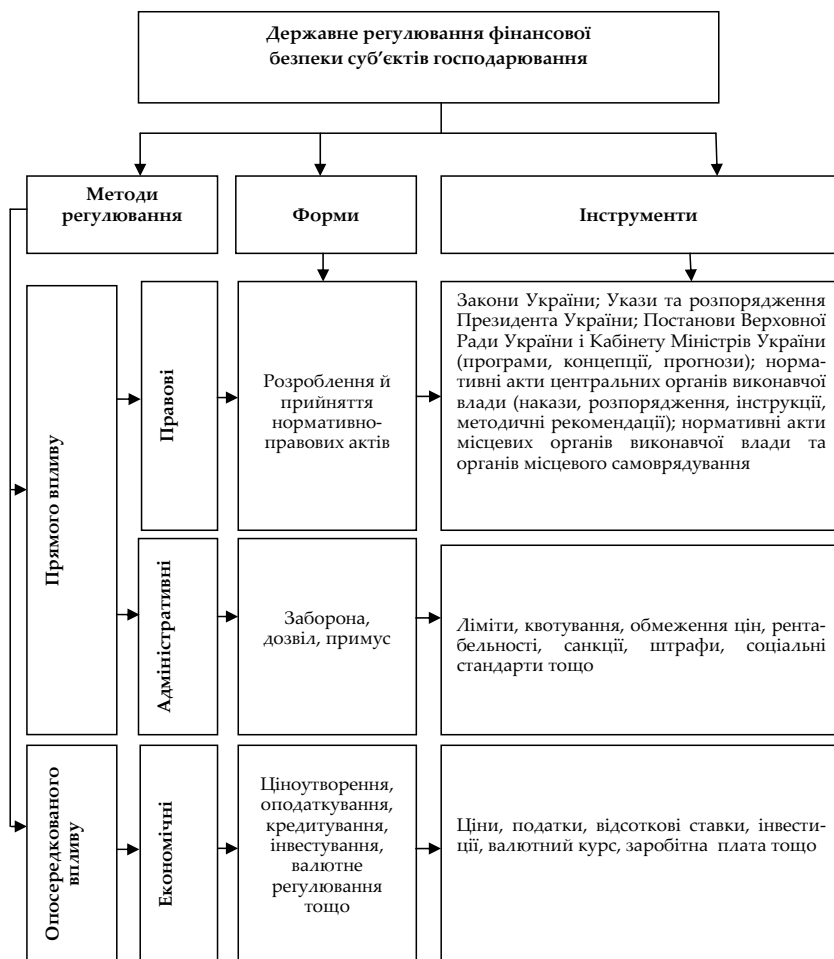 Державне регулювання фінансової
безпеки суб’єктів господарювання
Методи
регулювання
Форми
Інструменти
Прямого впливу
Правові
Розроблення й
прийняття
нормативно-
правових актів
Закони України; Укази та розпорядження
Президента України; Постанови Верховної
Ради України і Кабінету Міністрів України
(програми, концепції, прогнози); норма-
тивні акти центральних органів виконавчої
влади (накази, розпорядження, інструкції,
методичні рекомендації); нормативні акти
місцевих органів виконавчої влади та
органів місцевого самоврядування
Адміністративні
Заборона,
дозвіл, примус
Ліміти, квотування, обмеження цін, рента-
бельності, санкції, штрафи, соціальні
стандарти тощо
Опосередкованого
впливу
Економічні
Ціноутворення,
оподаткування,
кредитування,
інвестування,
валютне
регулювання
тощо
Ціни, податки, відсоткові ставки, інвести-
ції, валютний курс, заробітна плата тощо